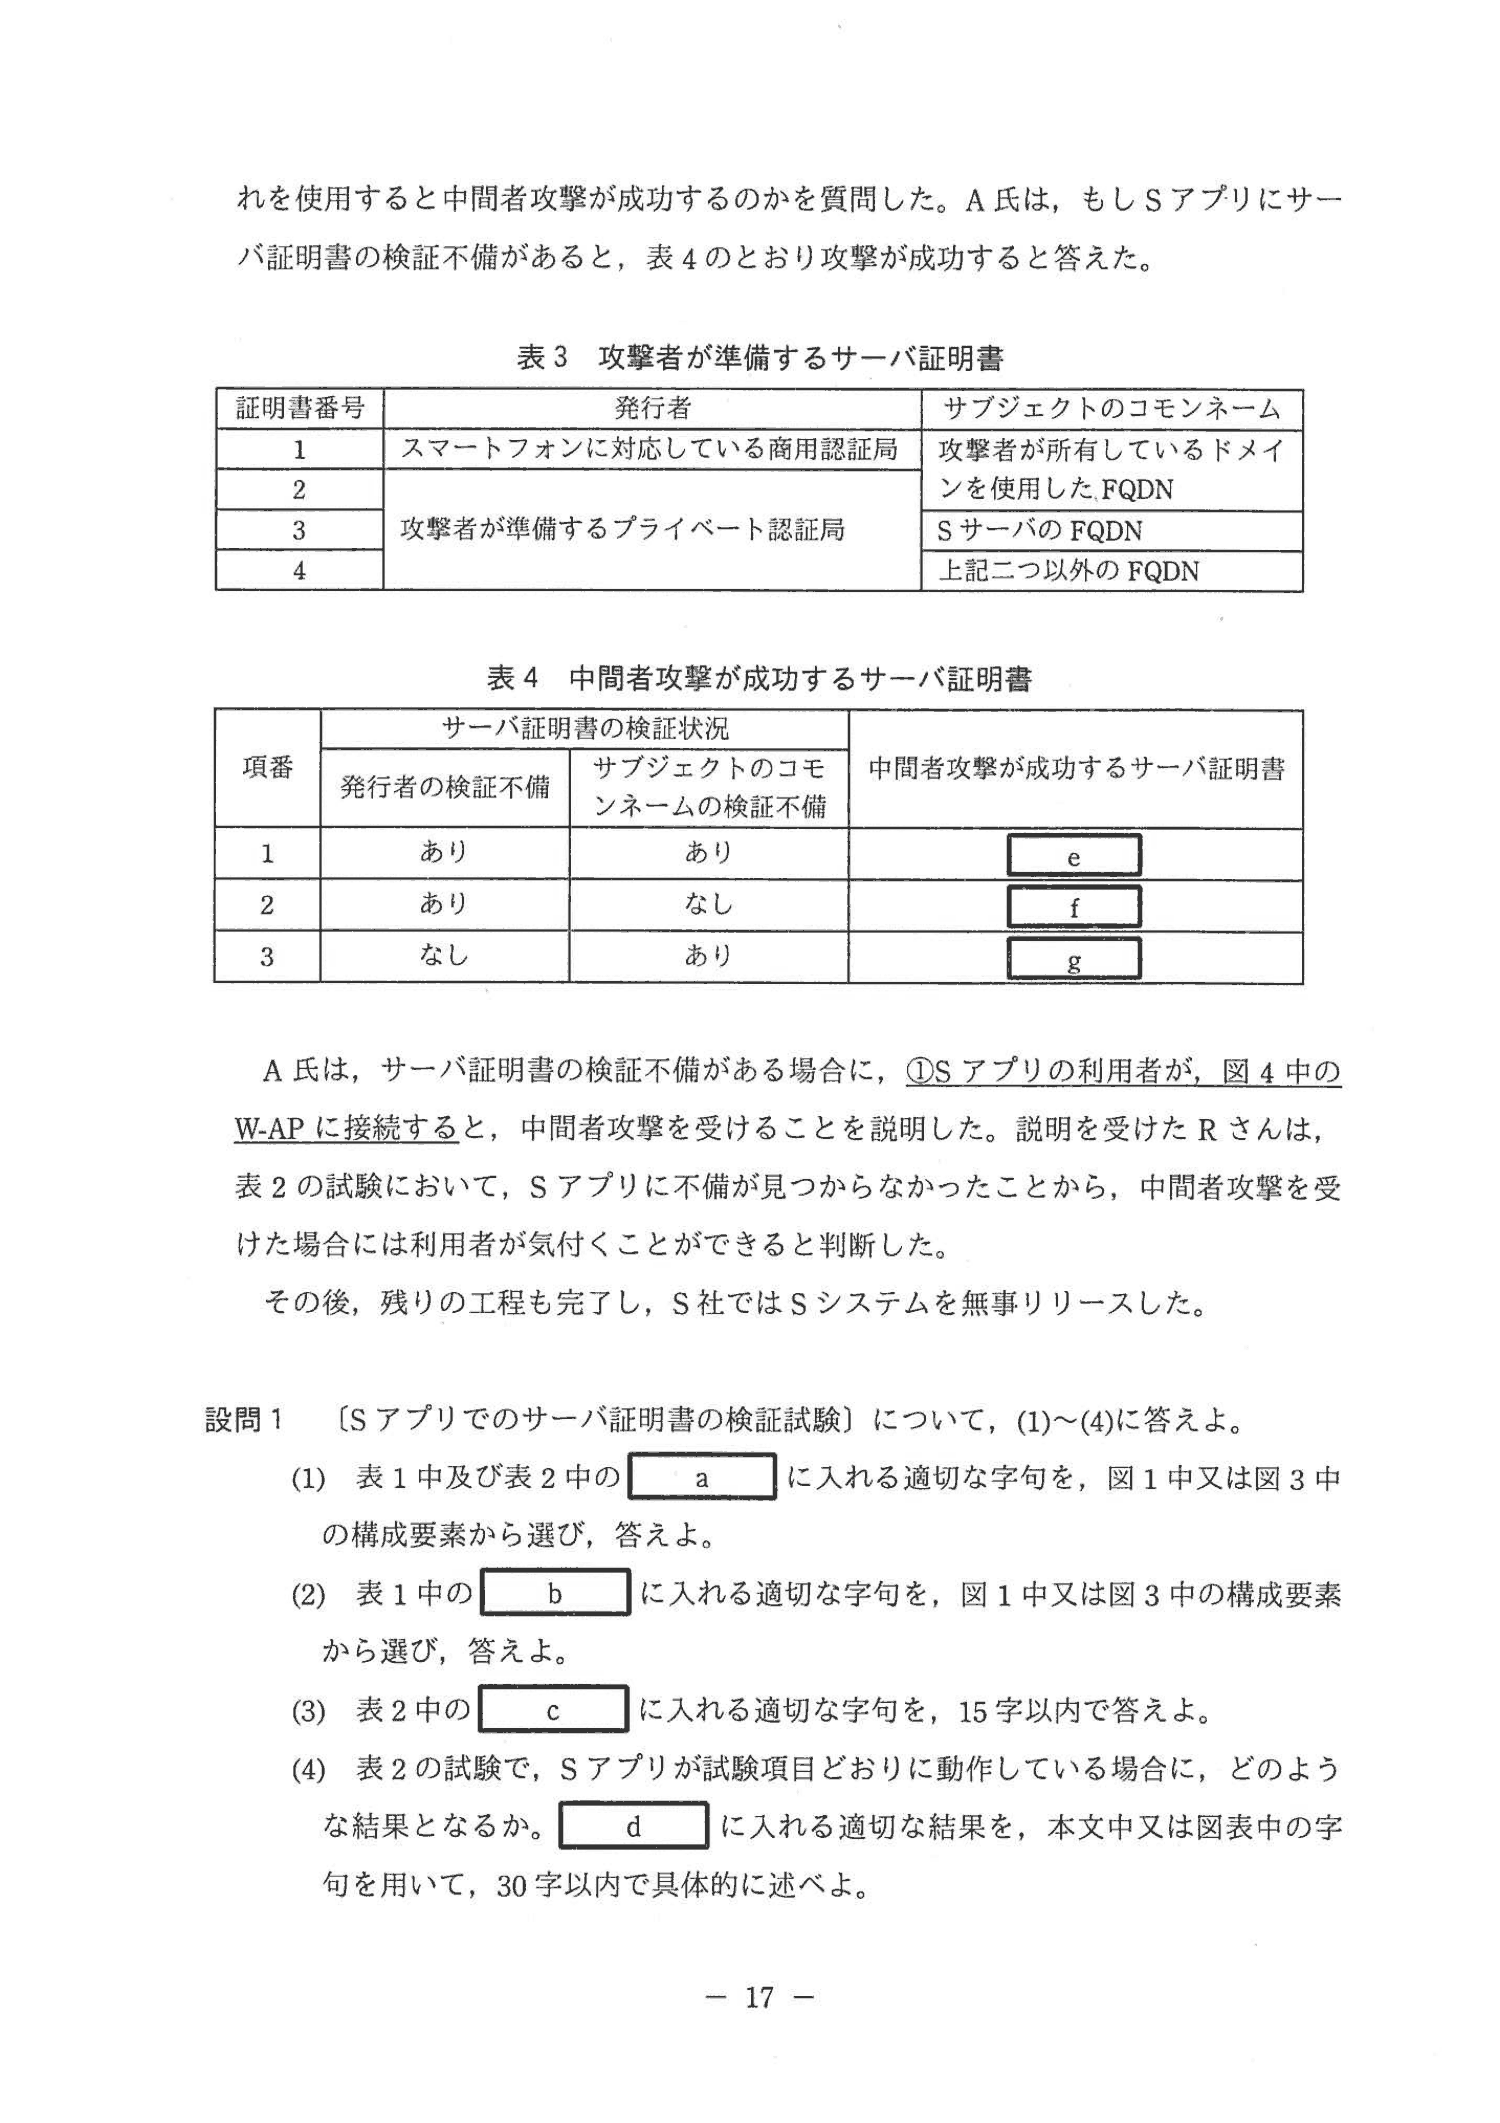 れを使用すると中間者攻撃が成功するのかを質問した。A 氏は，もし S アプリにサー
バ証明書の検証不備があると，表 4 のとおり攻撃が成功すると答えた。
表 3　攻撃者が準備するサーバ証明書
証明書番号　発行者　サブジェクトのコモンネーム
1　スマートフォンに対応している商用認証局　攻撃者が所有しているドメイ
2　ンを使用した FQDN
3　攻撃者が準備するプライベート認証局　S サーバの FQDN
4　上記二つ以外の FQDN
表 4　中間者攻撃が成功するサーバ証明書
項番　サーバ証明書の検証状況　中間者攻撃が成功するサーバ証明書
発行者の検証不備　サブジェクトのコモ
ンネームの検証不備
1　あり　あり　e
2　あり　なし　f
3　なし　あり　g
A 氏は，サーバ証明書の検証不備がある場合に，①S アプリの利用者が，図 4 中の
W-AP に接続すると，中間者攻撃を受けることを説明した。説明を受けた R さんは，
表 2 の試験において，S アプリに不備が見つからなかったことから，中間者攻撃を受
けた場合には利用者が気付くことができると判断した。
その後，残りの工程も完了し，S 社では S システムを無事リリースした。
設問 1　〔S アプリでのサーバ証明書の検証試験〕について，(1)～(4)に答えよ。
(1)　表 1 中及び表 2 中の a に入れる適切な字句を，図 1 中又は図 3 中
の構成要素から選び，答えよ。
(2)　表 1 中の b に入れる適切な字句を，図 1 中又は図 3 中の構成要素
から選び，答えよ。
(3)　表 2 中の c に入れる適切な字句を，15 字以内で答えよ。
(4)　表 2 の試験で，S アプリが試験項目どおりに動作している場合に，どのよう
な結果となるか。 d に入れる適切な結果を，本文中又は図表中の字
句を用いて，30 字以内で具体的に述べよ。
－ 17 －